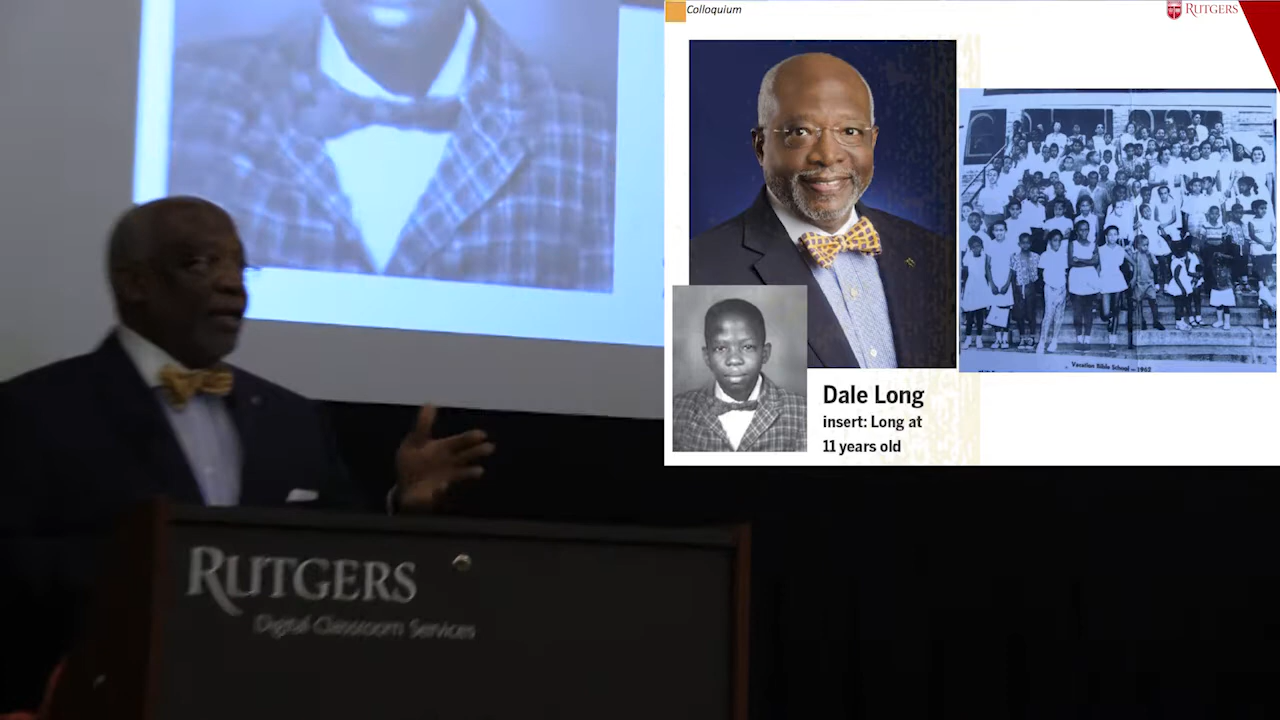 Colloquium
RUTGERS
Vacation Bible School — 1962
Dale Long
insert: Long at
11 years old
RUTGERS
Digital Classroom Services